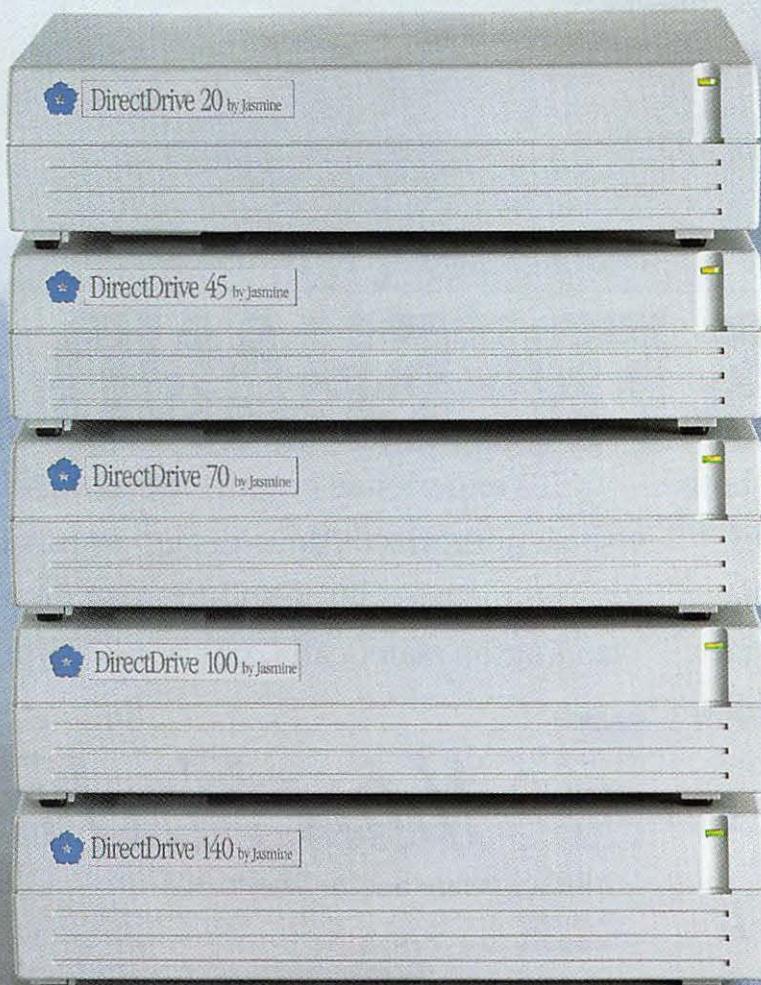 DirectDrive 20 by Jasmine
DirectDrive 45 by Jasmine
DirectDrive 70 by Jasmine
DirectDrive 100 by Jasmine
DirectDrive 140 by Jasmine